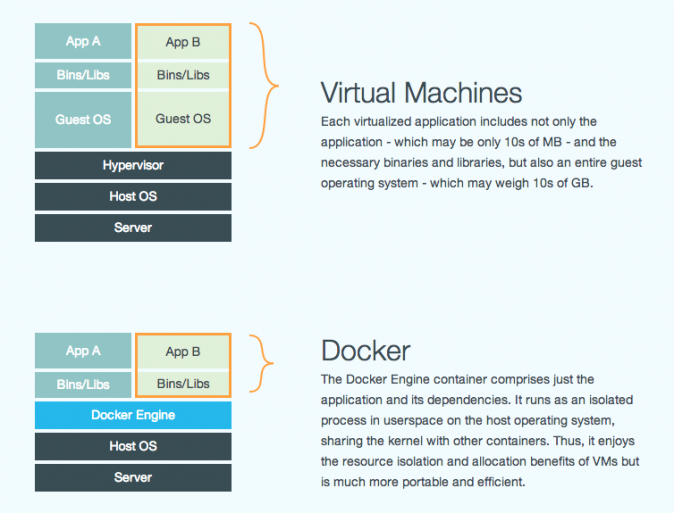 App A
App B
Bins/Libs
Bins/Libs
Guest OS
Guest OS
Hypervisor
Host OS
Server
Virtual Machines
Each virtualized application includes not only the
application - which may be only 10s of MB - and the
necessary binaries and libraries, but also an entire guest
operating system - which may weigh 10s of GB.
App A
App B
Bins/Libs
Bins/Libs
Docker Engine
Host OS
Server
Docker
The Docker Engine container comprises just the
application and its dependencies. It runs as an isolated
process in userspace on the host operating system,
sharing the kernel with other containers. Thus, it enjoys
the resource isolation and allocation benefits of VMs but
is much more portable and efficient.